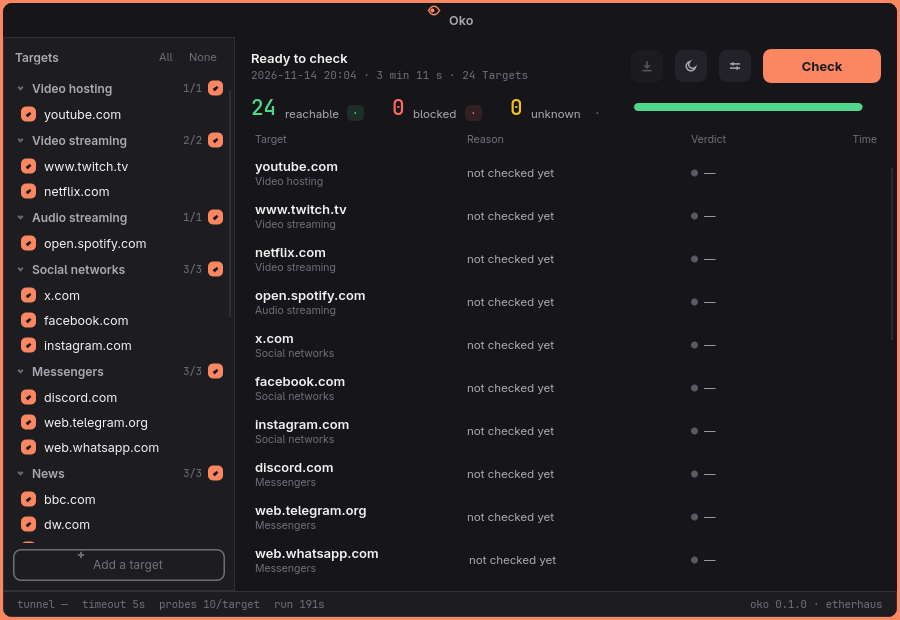 Oko
Targets All None
Video hosting 1/1
youtube.com
Video streaming 2/2
www.twitch.tv
netflix.com
Audio streaming 1/1
open.spotify.com
Social networks 3/3
x.com
facebook.com
instagram.com
Messengers 3/3
discord.com
web.telegram.org
web.whatsapp.com
News 3/3
bbc.com
dw.com
+ Add a target
Ready to check
2026-11-14 20:04 · 3 min 11 s · 24 Targets
Check
24 reachable · 0 blocked · 0 unknown ·
Target Reason Verdict Time
youtube.com not checked yet —
Video hosting
www.twitch.tv not checked yet —
Video streaming
netflix.com not checked yet —
Video streaming
open.spotify.com not checked yet —
Audio streaming
x.com not checked yet —
Social networks
facebook.com not checked yet —
Social networks
instagram.com not checked yet —
Social networks
discord.com not checked yet —
Messengers
web.telegram.org not checked yet —
Messengers
web.whatsapp.com not checked yet —
Messengers
tunnel — timeout 5s probes 10/target run 191s oko 0.1.0 · etherhaus